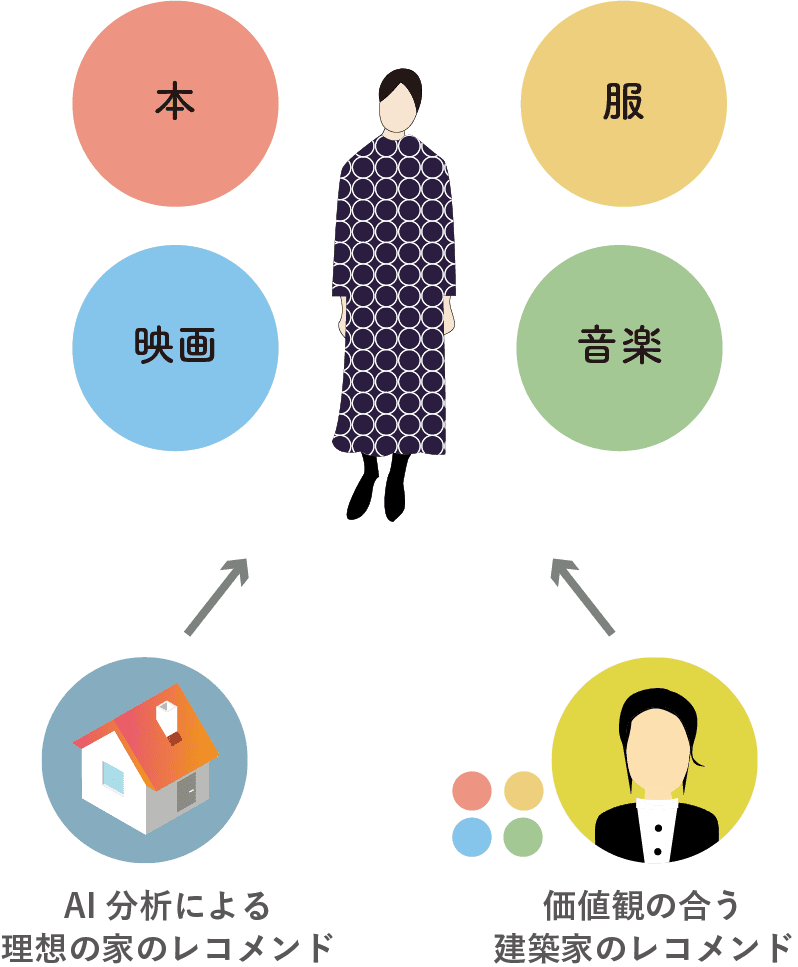 本
服
映画
音楽
AI 分析による
理想の家のレコメンド
価値観の合う
建築家のレコメンド